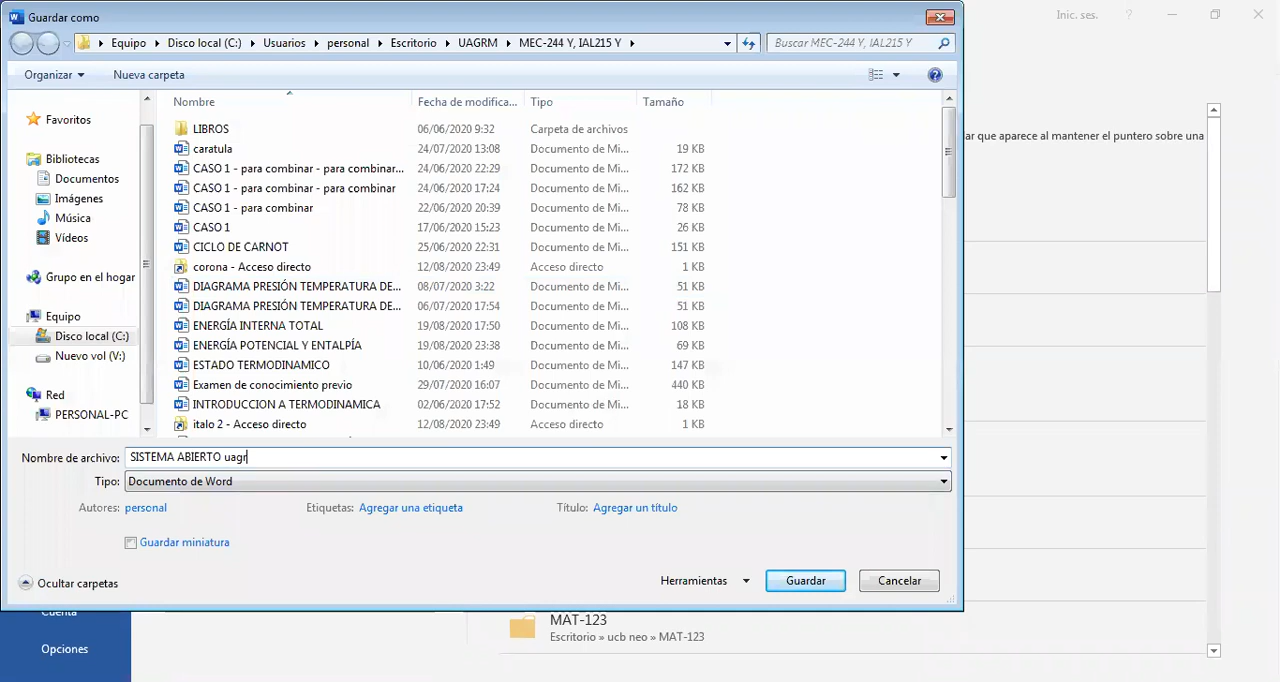 Guardar como
Inic. ses.
Equipo Disco local (C:) Usuarios personal Escritorio UAGRM MEC-244 Y, IAL215 Y
Buscar MEC-244 Y, IAL215 Y
Organizar Nueva carpeta
Nombre Fecha de modifica... Tipo Tamaño
Favoritos
Bibliotecas
Documentos
Imágenes
Música
Vídeos
Grupo en el hogar
Equipo
Disco local (C:)
Nuevo vol (V:)
Red
PERSONAL-PC
LIBROS 06/06/2020 9:32 Carpeta de archivos
caratula 24/07/2020 13:08 Documento de Mi... 19 KB
CASO 1 - para combinar - para combinar... 24/06/2020 22:29 Documento de Mi... 172 KB
CASO 1 - para combinar - para combinar 24/06/2020 17:24 Documento de Mi... 162 KB
CASO 1 - para combinar 22/06/2020 20:39 Documento de Mi... 78 KB
CASO 1 17/06/2020 15:23 Documento de Mi... 26 KB
CICLO DE CARNOT 25/06/2020 22:31 Documento de Mi... 151 KB
corona - Acceso directo 12/08/2020 23:49 Acceso directo 1 KB
DIAGRAMA PRESIÓN TEMPERATURA DE... 08/07/2020 3:22 Documento de Mi... 51 KB
DIAGRAMA PRESIÓN TEMPERATURA DE... 06/07/2020 17:54 Documento de Mi... 51 KB
ENERGÍA INTERNA TOTAL 19/08/2020 17:50 Documento de Mi... 108 KB
ENERGÍA POTENCIAL Y ENTALPÍA 19/08/2020 23:38 Documento de Mi... 69 KB
ESTADO TERMODINAMICO 10/06/2020 1:49 Documento de Mi... 147 KB
Examen de conocimiento previo 29/07/2020 16:07 Documento de Mi... 440 KB
INTRODUCCION A TERMODINAMICA 02/06/2020 17:52 Documento de Mi... 18 KB
italo 2 - Acceso directo 12/08/2020 23:49 Acceso directo 1 KB
ar que aparece al mantener el puntero sobre una
Nombre de archivo: SISTEMA ABIERTO uagr
Tipo: Documento de Word
Autores: personal Etiquetas: Agregar una etiqueta Título: Agregar un título
Guardar miniatura
Ocultar carpetas Herramientas Guardar Cancelar
Cuenta
Opciones
MAT-123
Escritorio » ucb neo » MAT-123